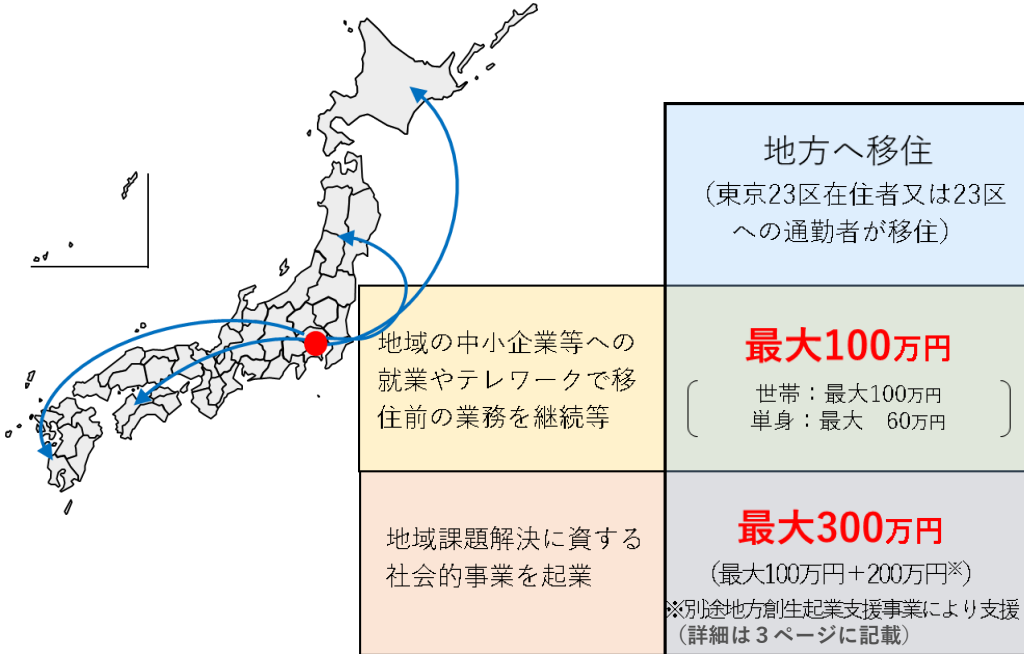 地方へ移住
（東京23区在住者又は23区
への通勤者が移住）
地域の中小企業等への
就業やテレワークで移
住前の業務を継続等
最大100万円
世帯：最大100万円
単身：最大　60万円
地域課題解決に資する
社会的事業を起業
最大300万円
（最大100万円＋200万円※）
※別途地方創生起業支援事業により支援
（詳細は３ページに記載）